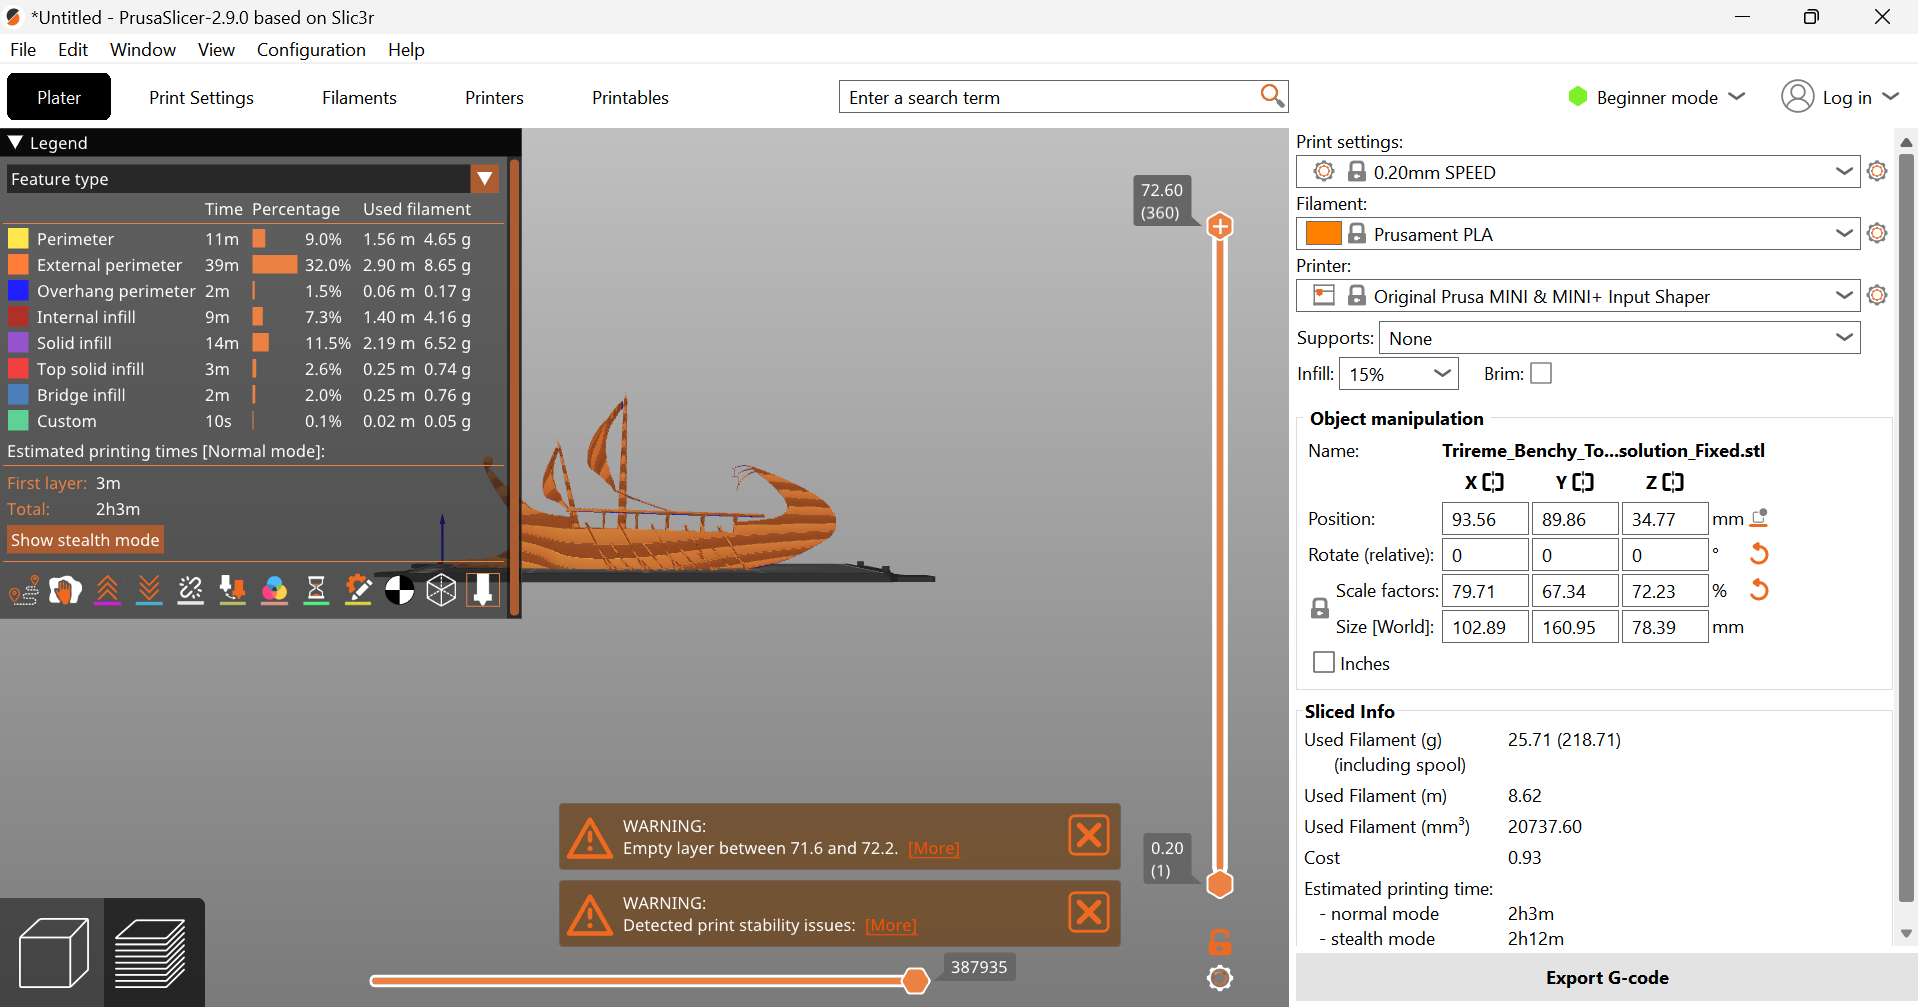 *Untitled - PrusaSlicer-2.9.0 based on Slic3r
File Edit Window View Configuration Help
Plater Print Settings Filaments Printers Printables Enter a search term Beginner mode Log in
Legend
Feature type
Time Percentage Used filament
Perimeter 11m 9.0% 1.56 m 4.65 g
External perimeter 39m 32.0% 2.90 m 8.65 g
Overhang perimeter 2m 1.5% 0.06 m 0.17 g
Internal infill 9m 7.3% 1.40 m 4.16 g
Solid infill 14m 11.5% 2.19 m 6.52 g
Top solid infill 3m 2.6% 0.25 m 0.74 g
Bridge infill 2m 2.0% 0.25 m 0.76 g
Custom 10s 0.1% 0.02 m 0.05 g
Estimated printing times [Normal mode]:
First layer: 3m
Total: 2h3m
Show stealth mode
72.60
(360)
0.20
(1)
WARNING:
Empty layer between 71.6 and 72.2. [More]
WARNING:
Detected print stability issues: [More]
387935
Print settings:
0.20mm SPEED
Filament:
Prusament PLA
Printer:
Original Prusa MINI & MINI+ Input Shaper
Supports: None
Infill: 15% Brim:
Object manipulation
Name: Trireme_Benchy_To...solution_Fixed.stl
X Y Z
Position: 93.56 89.86 34.77 mm
Rotate (relative): 0 0 0 °
Scale factors: 79.71 67.34 72.23 %
Size [World]: 102.89 160.95 78.39 mm
Inches
Sliced Info
Used Filament (g) 25.71 (218.71)
(including spool)
Used Filament (m) 8.62
Used Filament (mm³) 20737.60
Cost 0.93
Estimated printing time:
- normal mode 2h3m
- stealth mode 2h12m
Export G-code